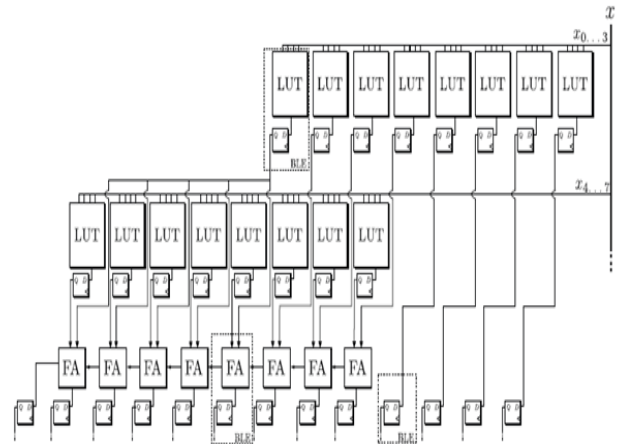 x
x0...3
LUT LUT LUT LUT LUT LUT LUT LUT
Q D Q D Q D Q D Q D Q D Q D Q D
BLE
x4...7
LUT LUT LUT LUT LUT LUT LUT LUT
Q D Q D Q D Q D Q D Q D Q D Q D
FA FA FA FA FA FA FA FA
Q D Q D Q D Q D Q D Q D Q D Q D Q D Q D Q D Q D
BLE BLE